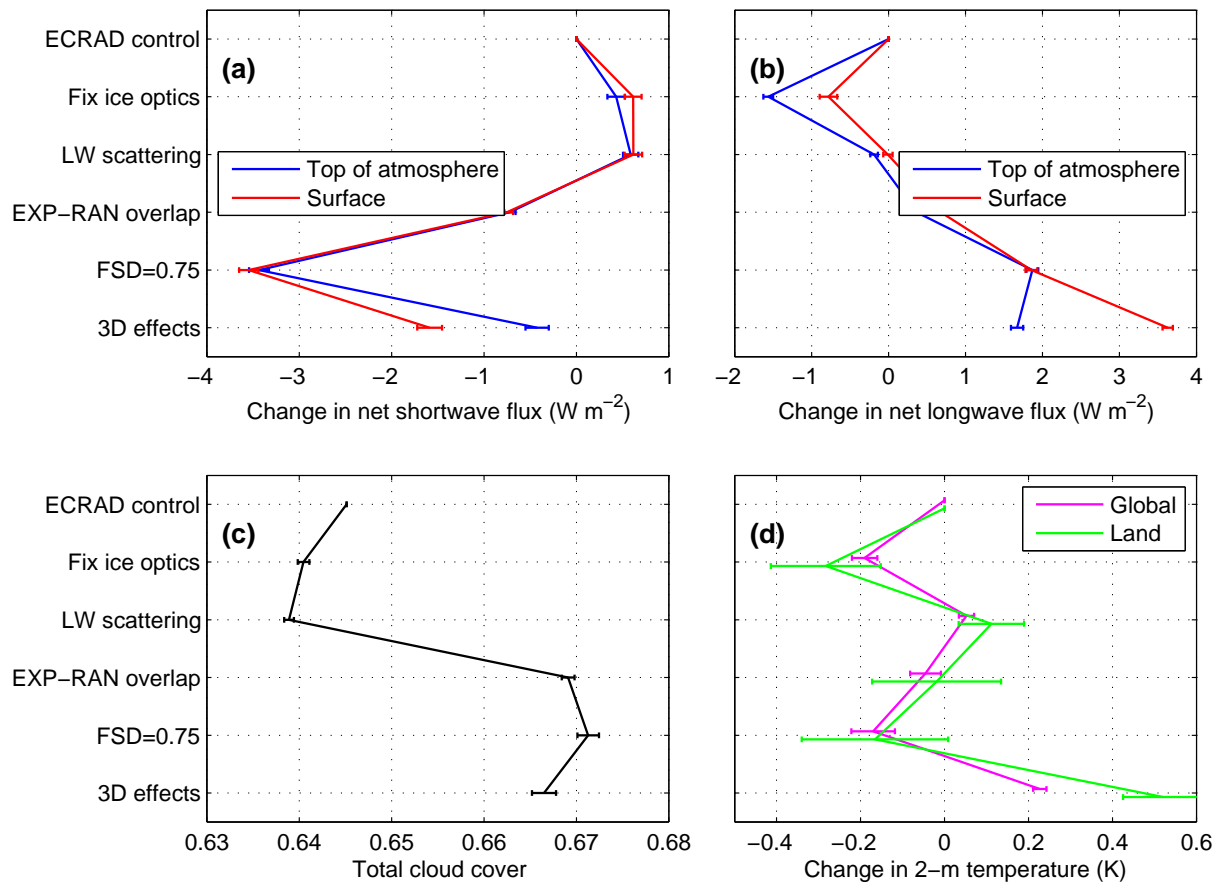 ECRAD control
Fix ice optics
LW scattering
EXP−RAN overlap
FSD=0.75
3D effects
(a)
Top of atmosphere
Surface
−4 −3 −2 −1 0 1
Change in net shortwave flux (W m−2)
(b)
Top of atmosphere
Surface
−2 −1 0 1 2 3 4
Change in net longwave flux (W m−2)
ECRAD control
Fix ice optics
LW scattering
EXP−RAN overlap
FSD=0.75
3D effects
(c)
0.63 0.64 0.65 0.66 0.67 0.68
Total cloud cover
(d)
Global
Land
−0.4 −0.2 0 0.2 0.4 0.6
Change in 2−m temperature (K)